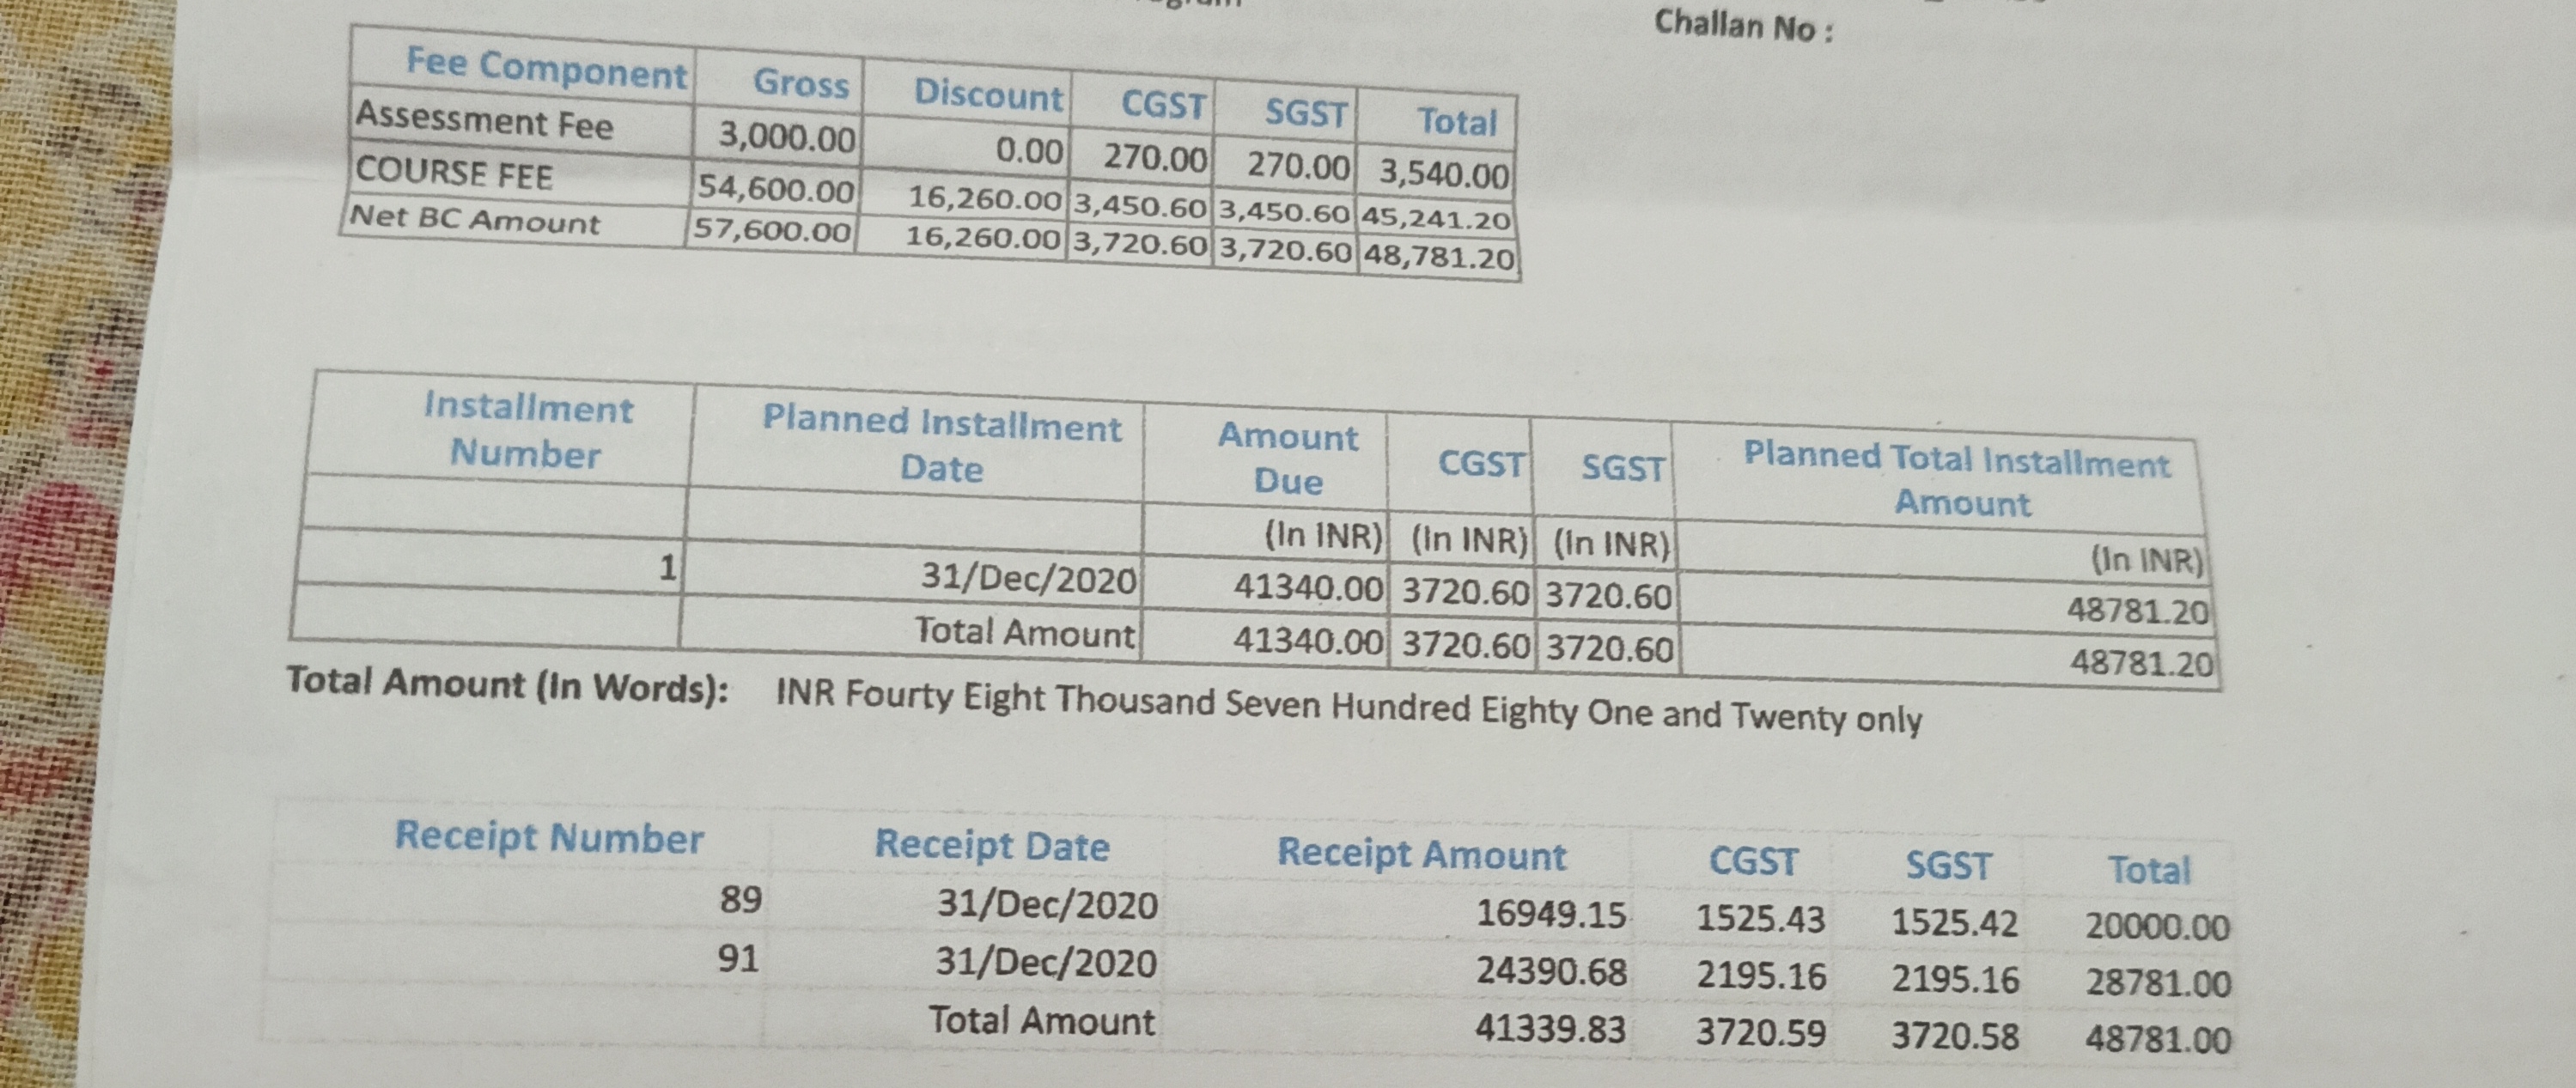 Challan No :
Fee Component Gross Discount CGST SGST Total
Assessment Fee 3,000.00 0.00 270.00 270.00 3,540.00
COURSE FEE 54,600.00 16,260.00 3,450.60 3,450.60 45,241.20
Net BC Amount 57,600.00 16,260.00 3,720.60 3,720.60 48,781.20
Installment Number Planned Installment Date Amount Due CGST SGST Planned Total Installment Amount
(In INR) (In INR) (In INR) (In INR)
1 31/Dec/2020 41340.00 3720.60 3720.60 48781.20
Total Amount 41340.00 3720.60 3720.60 48781.20
Total Amount (In Words): INR Fourty Eight Thousand Seven Hundred Eighty One and Twenty only
Receipt Number Receipt Date Receipt Amount CGST SGST Total
89 31/Dec/2020 16949.15 1525.43 1525.42 20000.00
91 31/Dec/2020 24390.68 2195.16 2195.16 28781.00
Total Amount 41339.83 3720.59 3720.58 48781.00